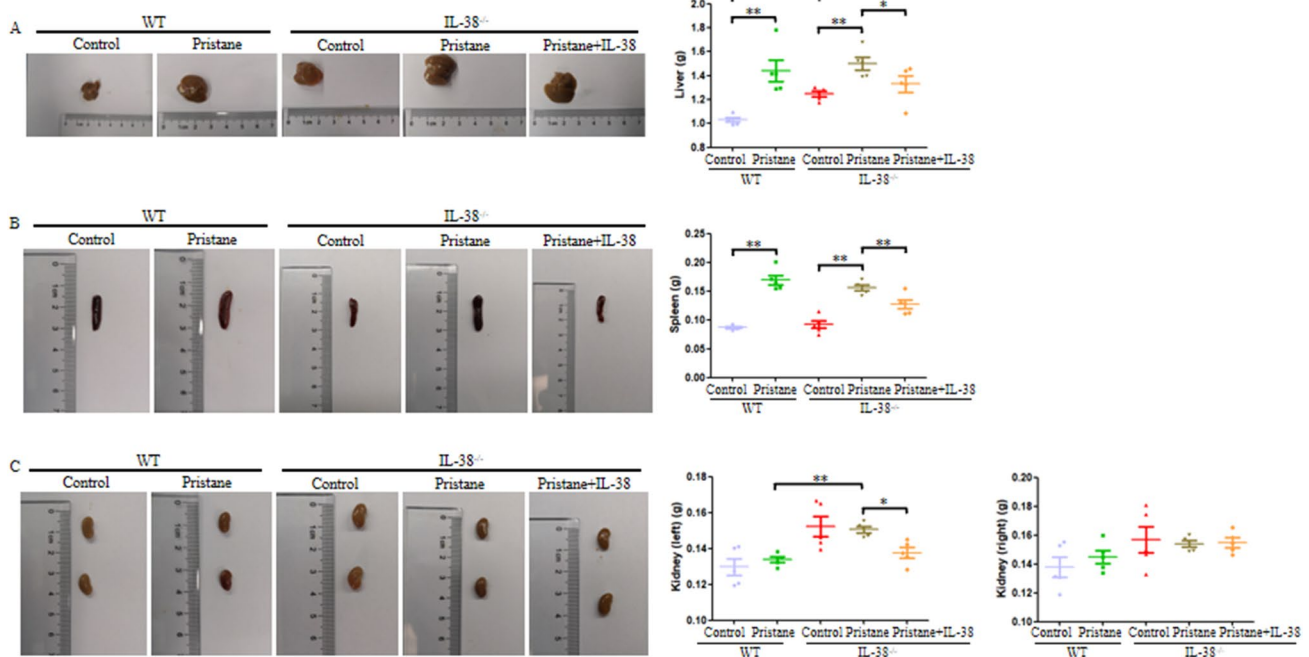 A
WT
IL-38-/-
Control Pristane Control Pristane Pristane+IL-38
Liver (g)
2.0
1.8
1.6
1.4
1.2
1.0
0.8
** ** *
Control Pristane Control Pristane Pristane+IL-38
WT IL-38-/-
B
WT
IL-38-/-
Control Pristane Control Pristane Pristane+IL-38
Spleen (g)
0.25
0.20
0.15
0.10
0.05
0.00
** ** **
Control Pristane Control Pristane Pristane+IL-38
WT IL-38-/-
C
WT
IL-38-/-
Control Pristane Control Pristane Pristane+IL-38
Kidney (left) (g)
0.18
0.16
0.14
0.12
0.10
** *
Control Pristane Control Pristane Pristane+IL-38
WT IL-38-/-
Kidney (right) (g)
0.20
0.18
0.16
0.14
0.12
0.10
Control Pristane Control Pristane Pristane+IL-38
WT IL-38-/-